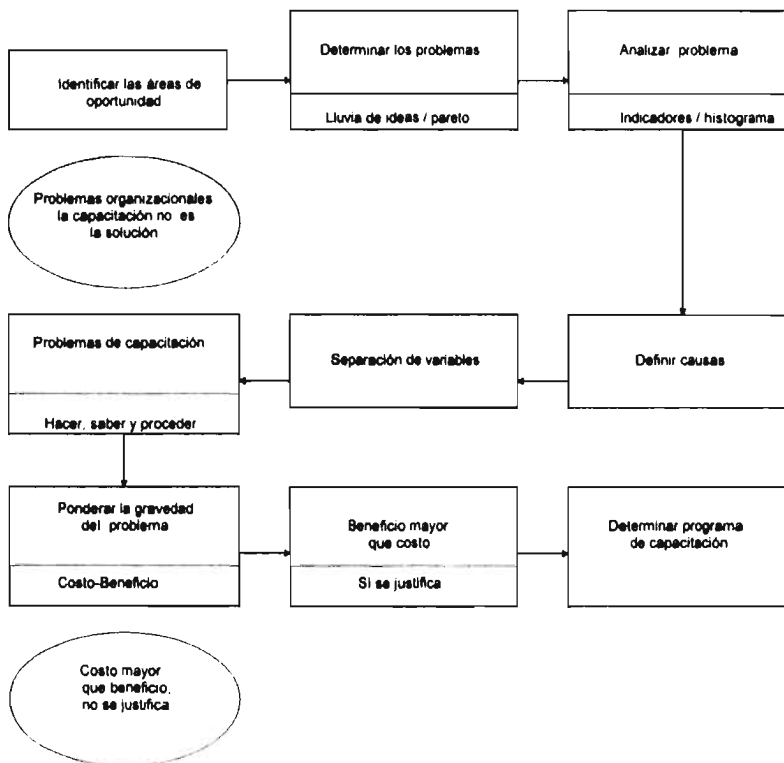 Identificar las áreas de
oportunidad
Determinar los problemas
Lluvia de ideas / pareto
Analizar problema
Indicadores / histograma
Problemas organizacionales
la capacitación no es
la solución
Definir causas
Separación de variables
Problemas de capacitación
Hacer, saber y proceder
Ponderar la gravedad
del problema
Costo-Beneficio
Beneficio mayor
que costo
SI se justifica
Determinar programa
de capacitación
Costo mayor
que beneficio,
no se justifica